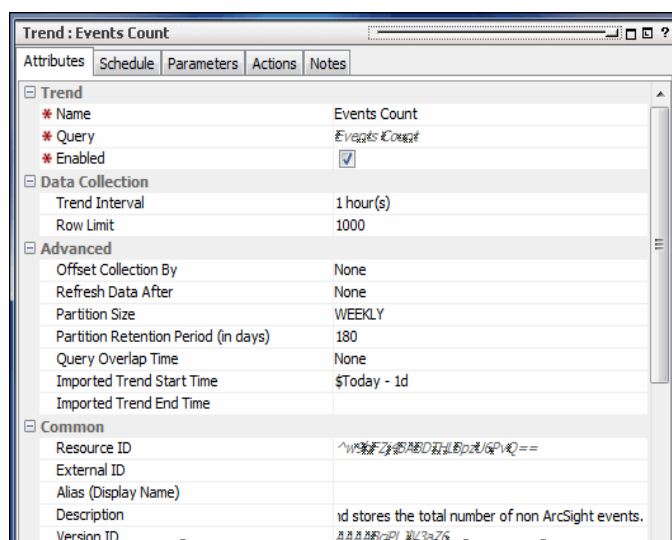 Trend : Events Count ?
Attributes Schedule Parameters Actions Notes
Trend
* Name Events Count
* Query Events Count
* Enabled
Data Collection
Trend Interval 1 hour(s)
Row Limit 1000
Advanced
Offset Collection By None
Refresh Data After None
Partition Size WEEKLY
Partition Retention Period (in days) 180
Query Overlap Time None
Imported Trend Start Time $Today - 1d
Imported Trend End Time
Common
Resource ID
External ID
Alias (Display Name)
Description stores the total number of non ArcSight events.
Version ID